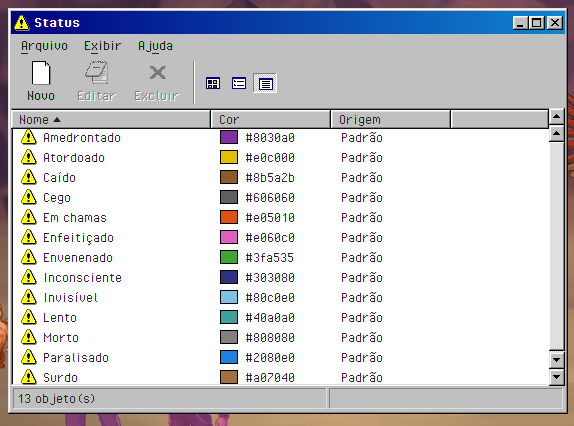 Status
Arquivo Exibir Ajuda
Novo Editar Excluir
Nome Cor Origem
Amedrontado #8030a0 Padrão
Atordoado #e0c000 Padrão
Caído #8b5a2b Padrão
Cego #606060 Padrão
Em chamas #e05010 Padrão
Enfeitiçado #e060c0 Padrão
Envenenado #3fa535 Padrão
Inconsciente #303080 Padrão
Invisível #80c0e0 Padrão
Lento #40a0a0 Padrão
Morto #808080 Padrão
Paralisado #2080e0 Padrão
Surdo #a07040 Padrão
13 objeto(s)